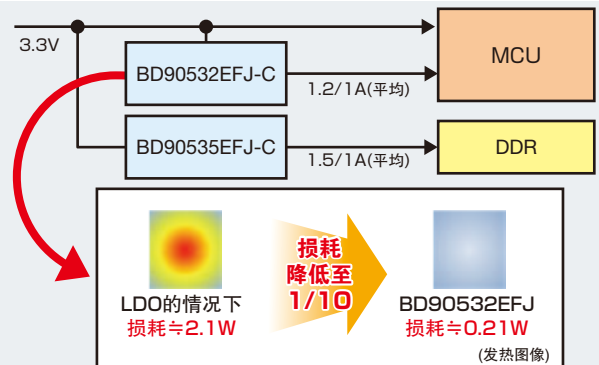 3.3V
MCU
BD90532EFJ-C
1.2/1A(平均)
BD90535EFJ-C
DDR
1.5/1A(平均)
损耗
降低至
1/10
LDO的情况下
损耗≒2.1W
BD90532EFJ
损耗≒0.21W
(发热图像)